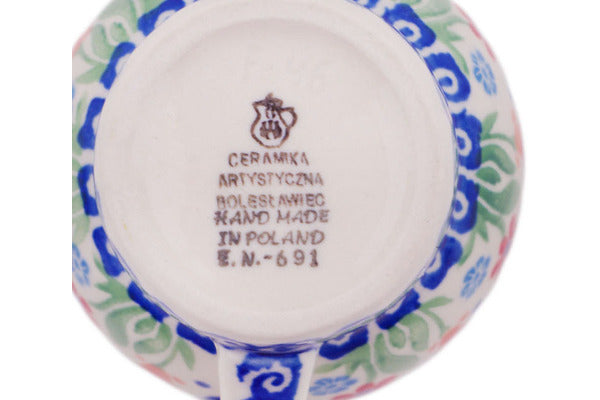 CERAMIKA
ARTYSTYCZNA
BOLESŁAWIEC
HAND MADE
IN POLAND
E.N.-691